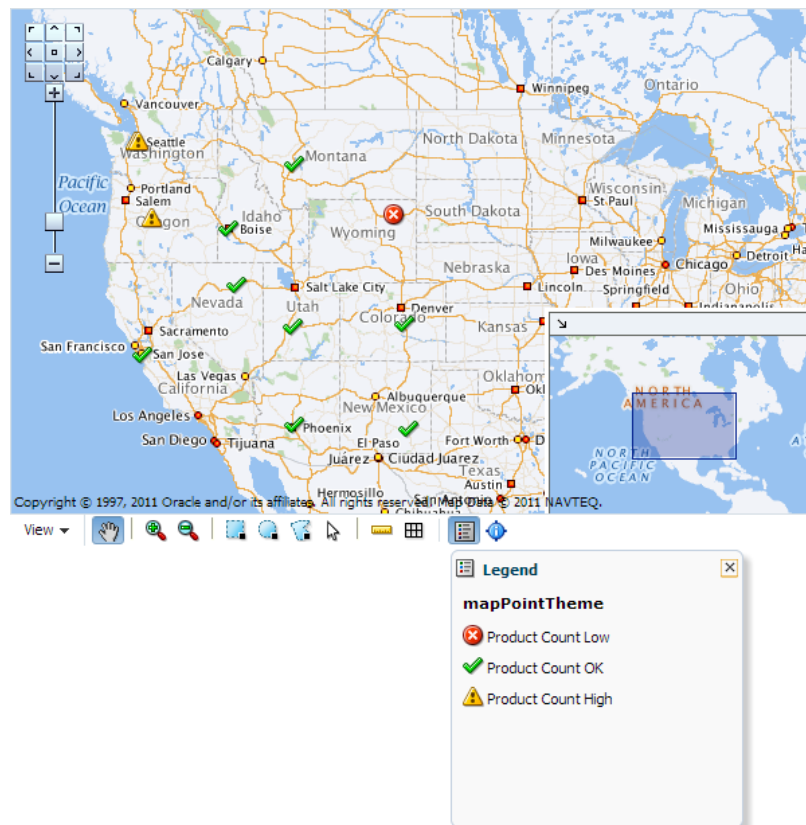 Calgary
Winnipeg
Ontario
Vancouver
Seattle
Washington
Montana
North Dakota
Minnesota
Pacific
Ocean
Portland
Salem
Idaho
Boise
Wyoming
South Dakota
Wisconsin
St Paul
Michigan
Mississauga
Milwaukee
Detroit
Chicago
Iowa
Des Moines
Nebraska
Lincoln
Springfield
Ohio
Indianapolis
Salt Lake City
Nevada
Utah
Denver
Colorado
Kansas
Sacramento
San Francisco
San Jose
Las Vegas
California
Albuquerque
New Mexico
Los Angeles
Phoenix
San Diego
Tijuana
El Paso
Fort Worth
Juárez
Ciudad Juarez
Texas
Austin
Hermosillo
San Antonio
Chihuahua
NORTH
AMERICA
NORTH
PACIFIC
OCEAN
Copyright © 1997, 2011 Oracle and/or its affiliates. All rights reserved. Map Data © 2011 NAVTEQ.
View
Legend
mapPointTheme
Product Count Low
Product Count OK
Product Count High